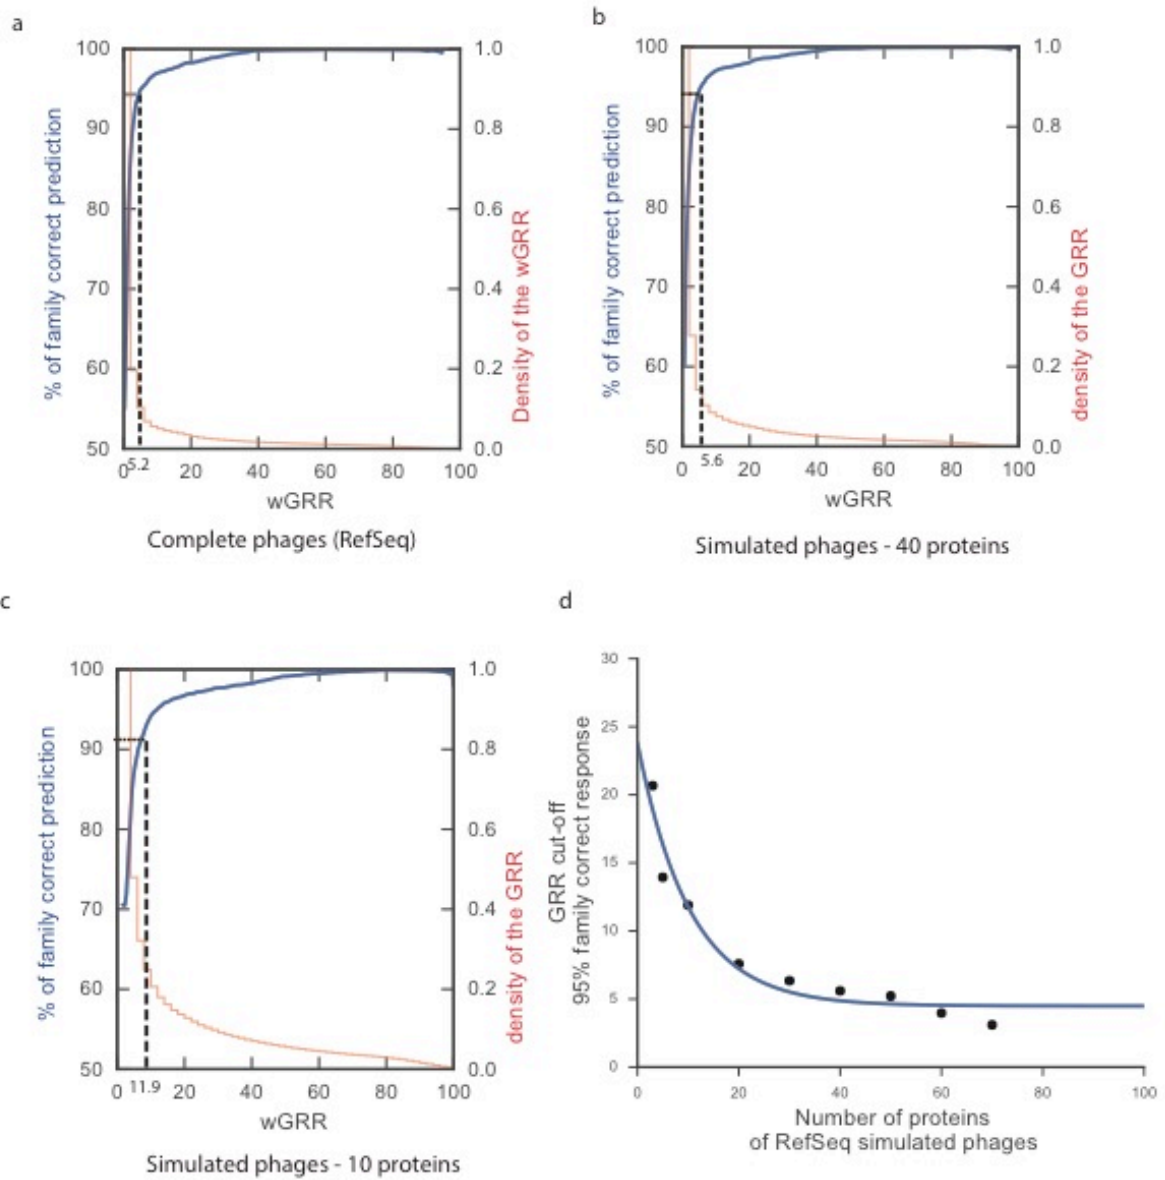 a
100
90
80
70
60
50
% of family correct prediction
1.0
0.8
0.6
0.4
0.2
0.0
Density of the wGRR
0 5.2 20 40 60 80 100
wGRR
Complete phages (RefSeq)
b
100
90
80
70
60
50
% of family correct prediction
1.0
0.8
0.6
0.4
0.2
0.0
density of the GRR
0 5.6 20 40 60 80 100
wGRR
Simulated phages - 40 proteins
c
100
90
80
70
60
50
% of family correct prediction
1.0
0.8
0.6
0.4
0.2
0.0
density of the GRR
0 11.9 20 40 60 80 100
wGRR
Simulated phages - 10 proteins
d
30
25
20
15
10
5
0
GRR cut-off
95% family correct response
0 20 40 60 80 100
Number of proteins
of RefSeq simulated phages